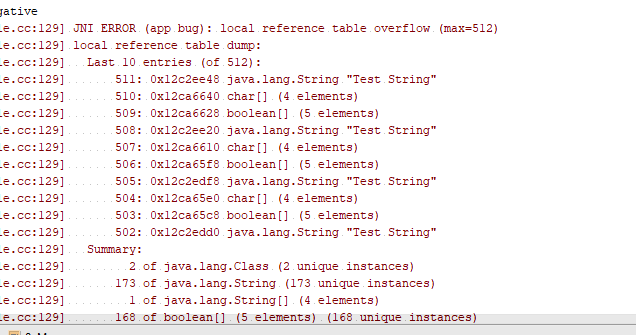 gative
le.cc:129] JNI ERROR (app bug): local reference table overflow (max=512)
le.cc:129] local reference table dump:
le.cc:129] Last 10 entries (of 512):
le.cc:129] 511: 0x12c2ee48 java.lang.String "Test String"
le.cc:129] 510: 0x12ca6640 char[] (4 elements)
le.cc:129] 509: 0x12ca6628 boolean[] (5 elements)
le.cc:129] 508: 0x12c2ee20 java.lang.String "Test String"
le.cc:129] 507: 0x12ca6610 char[] (4 elements)
le.cc:129] 506: 0x12ca65f8 boolean[] (5 elements)
le.cc:129] 505: 0x12c2edf8 java.lang.String "Test String"
le.cc:129] 504: 0x12ca65e0 char[] (4 elements)
le.cc:129] 503: 0x12ca65c8 boolean[] (5 elements)
le.cc:129] 502: 0x12c2edd0 java.lang.String "Test String"
le.cc:129] Summary:
le.cc:129] 2 of java.lang.Class (2 unique instances)
le.cc:129] 173 of java.lang.String (173 unique instances)
le.cc:129] 1 of java.lang.String[] (4 elements)
le.cc:129] 168 of boolean[] (5 elements) (168 unique instances)